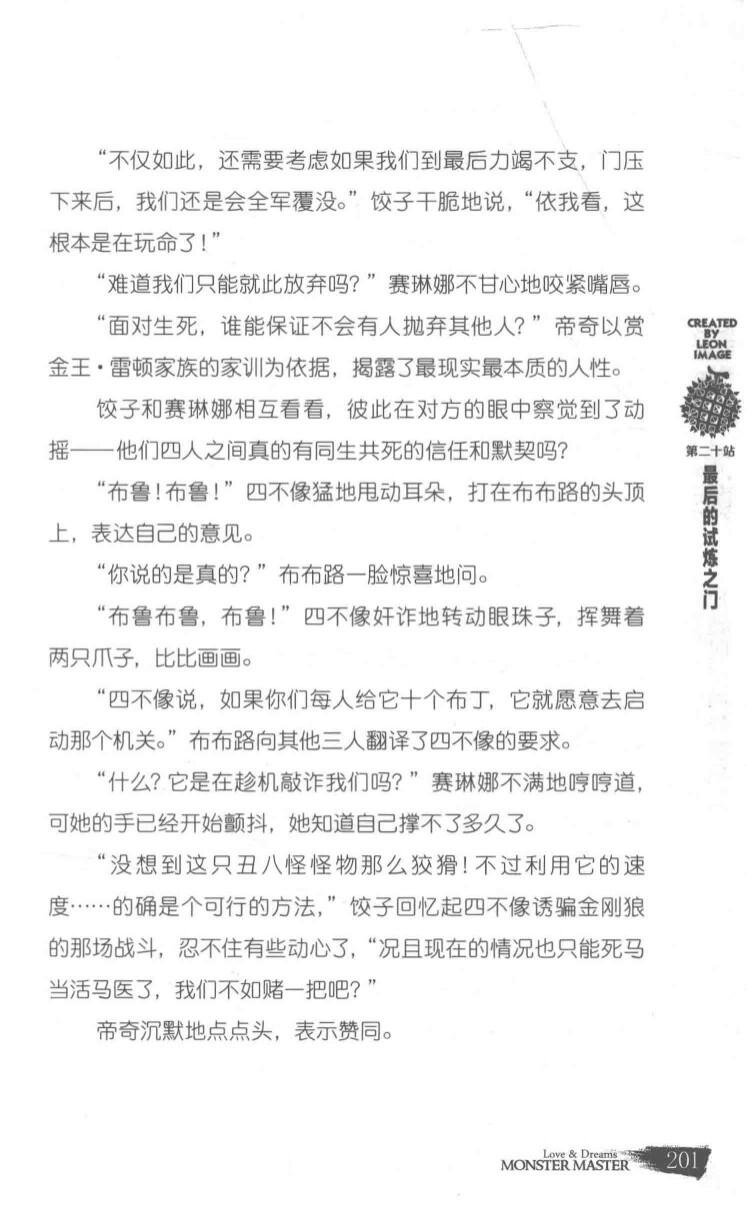 “不仅如此，还需要考虑如果我们到最后力竭不支，门压
下来后，我们还是会全军覆没。”饺子干脆地说，“依我看，这
根本是在玩命了！”
“难道我们只能就此放弃吗？”赛琳娜不甘心地咬紧嘴唇。
“面对生死，谁能保证不会有人抛弃其他人？”帝奇以赏
金王·雷顿家族的家训为依据，揭露了最现实最本质的人性。
饺子和赛琳娜相互看看，彼此在对方的眼中察觉到了动
摇——他们四人之间真的有同生共死的信任和默契吗？
“布鲁！布鲁！”四不像猛地甩动耳朵，打在布布路的头顶
上，表达自己的意见。
“你说的是真的？”布布路一脸惊喜地问。
“布鲁布鲁，布鲁！”四不像奸诈地转动眼珠子，挥舞着
两只爪子，比比画画。
“四不像说，如果你们每人给它十个布丁，它就愿意去启
动那个机关。”布布路向其他三人翻译了四不像的要求。
“什么？它是在趁机敲诈我们吗？”赛琳娜不满地哼哼道，
可她的手已经开始颤抖，她知道自己撑不了多久了。
“没想到这只丑八怪怪物那么狡猾！不过利用它的速
度……的确是个可行的方法，”饺子回忆起四不像诱骗金刚狼
的那场战斗，忍不住有些动心了，“况且现在的情况也只能死马
当活马医了，我们不如赌一把吧？”
帝奇沉默地点点头，表示赞同。
CREATED
BY
LEON
IMAGE
第二十站
最后的试炼之门
Love & Dreams
MONSTER MASTER
201